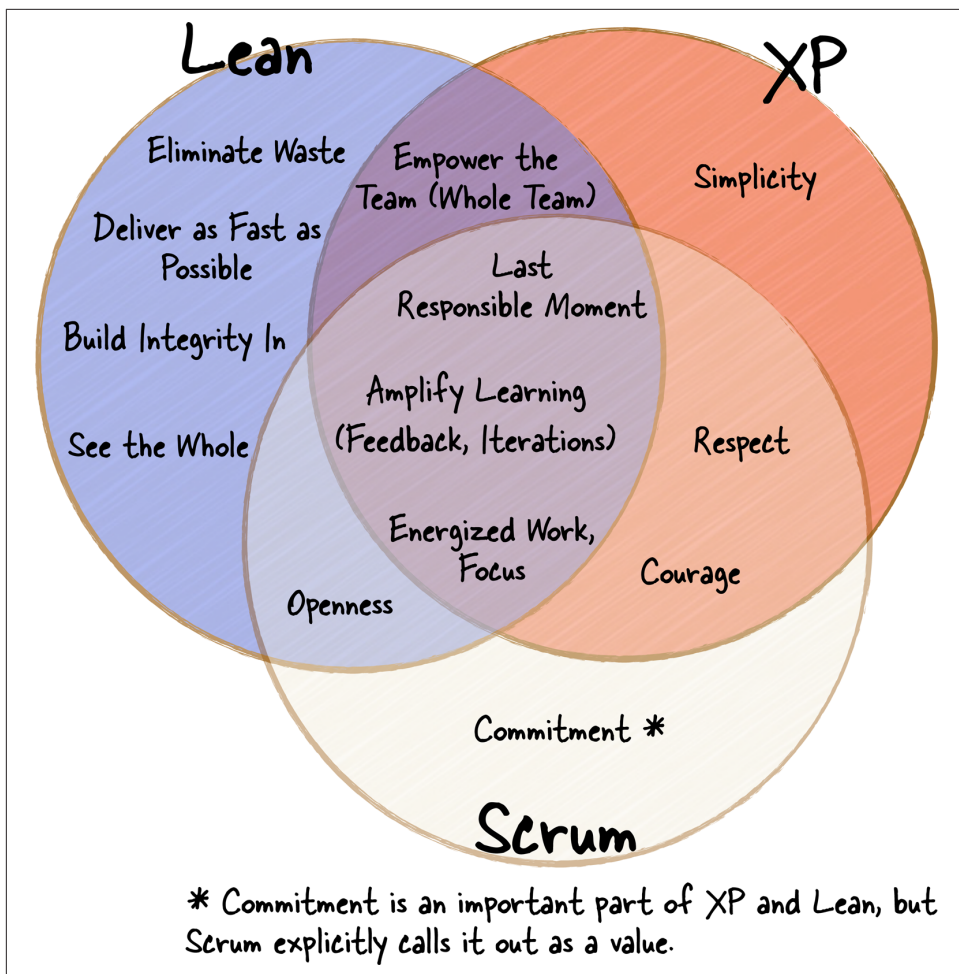 Lean
XP
Eliminate Waste
Empower the
Team (Whole Team)
Simplicity
Deliver as Fast as
Possible
Last
Responsible Moment
Build Integrity In
Amplify Learning
(Feedback, Iterations)
See the Whole
Respect
Energized Work,
Focus
Courage
Openness
Commitment *
Scrum
* Commitment is an important part of XP and Lean, but
Scrum explicitly calls it out as a value.